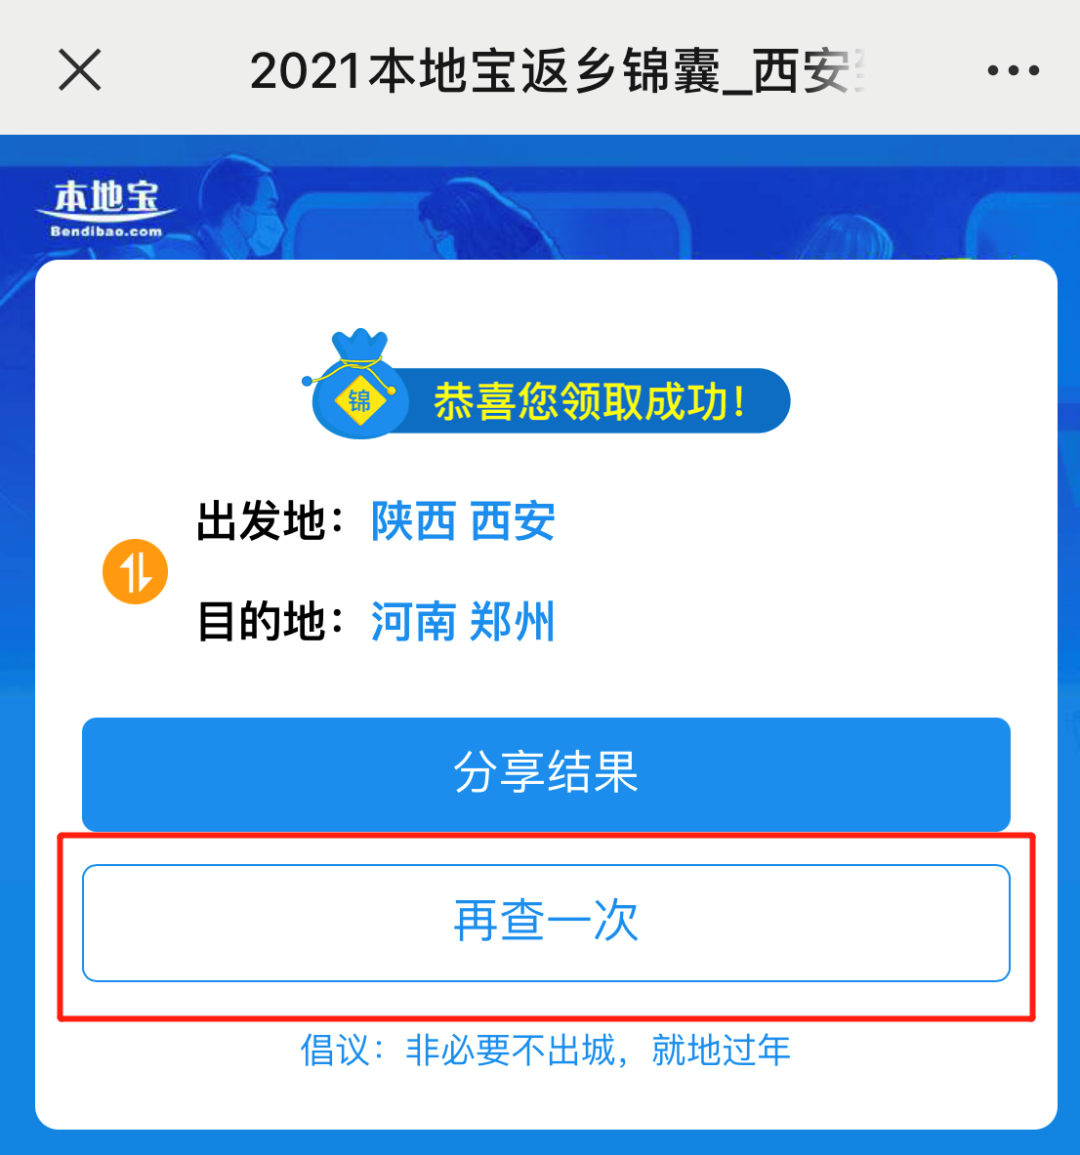 2021本地宝返乡锦囊_西安
本地宝
Bendibao.com
锦
恭喜您领取成功!
出发地：陕西 西安
目的地：河南 郑州
分享结果
再查一次
倡议：非必要不出城，就地过年